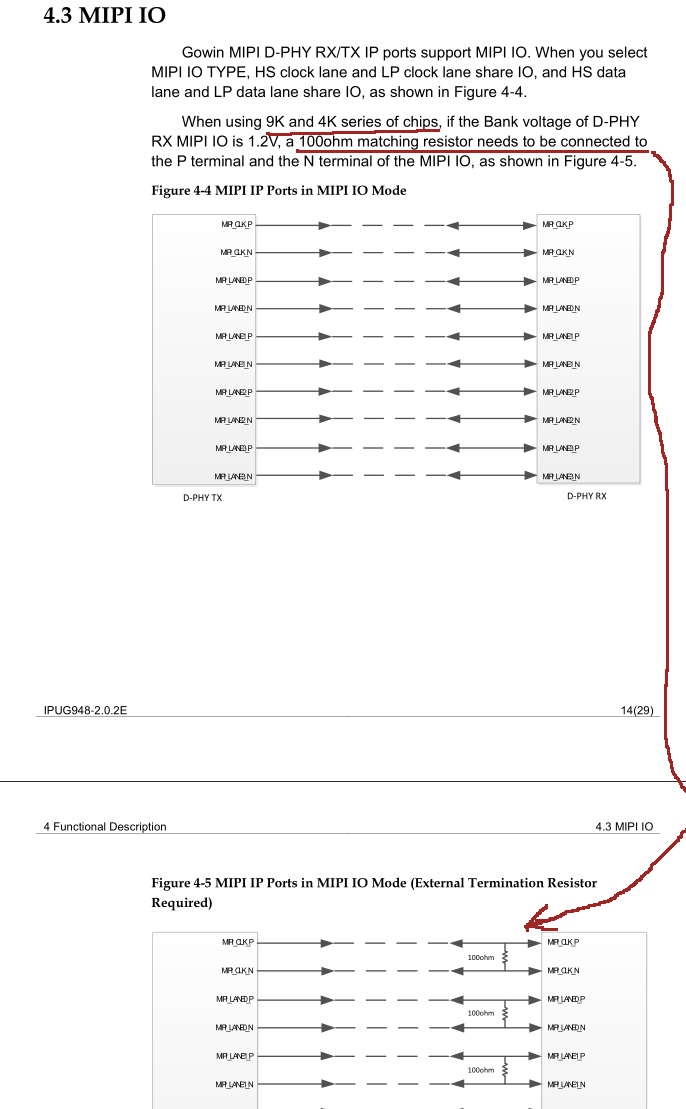 4.3 MIPI IO
Gowin MIPI D-PHY RX/TX IP ports support MIPI IO. When you select
MIPI IO TYPE, HS clock lane and LP clock lane share IO, and HS data
lane and LP data lane share IO, as shown in Figure 4-4.
When using 9K and 4K series of chips, if the Bank voltage of D-PHY
RX MIPI IO is 1.2V, a 100ohm matching resistor needs to be connected to
the P terminal and the N terminal of the MIPI IO, as shown in Figure 4-5.
Figure 4-4 MIPI IP Ports in MIPI IO Mode
MIPI_CLK_P MIPI_CLK_P
MIPI_CLK_N MIPI_CLK_N
MIPI_LANE0_P MIPI_LANE0_P
MIPI_LANE0_N MIPI_LANE0_N
MIPI_LANE1_P MIPI_LANE1_P
MIPI_LANE1_N MIPI_LANE1_N
MIPI_LANE2_P MIPI_LANE2_P
MIPI_LANE2_N MIPI_LANE2_N
MIPI_LANE3_P MIPI_LANE3_P
MIPI_LANE3_N MIPI_LANE3_N
D-PHY TX D-PHY RX
IPUG948-2.0.2E 14(29)
4 Functional Description 4.3 MIPI IO
Figure 4-5 MIPI IP Ports in MIPI IO Mode (External Termination Resistor
Required)
MIPI_CLK_P MIPI_CLK_P
100ohm
MIPI_CLK_N MIPI_CLK_N
MIPI_LANE0_P MIPI_LANE0_P
100ohm
MIPI_LANE0_N MIPI_LANE0_N
MIPI_LANE1_P MIPI_LANE1_P
100ohm
MIPI_LANE1_N MIPI_LANE1_N